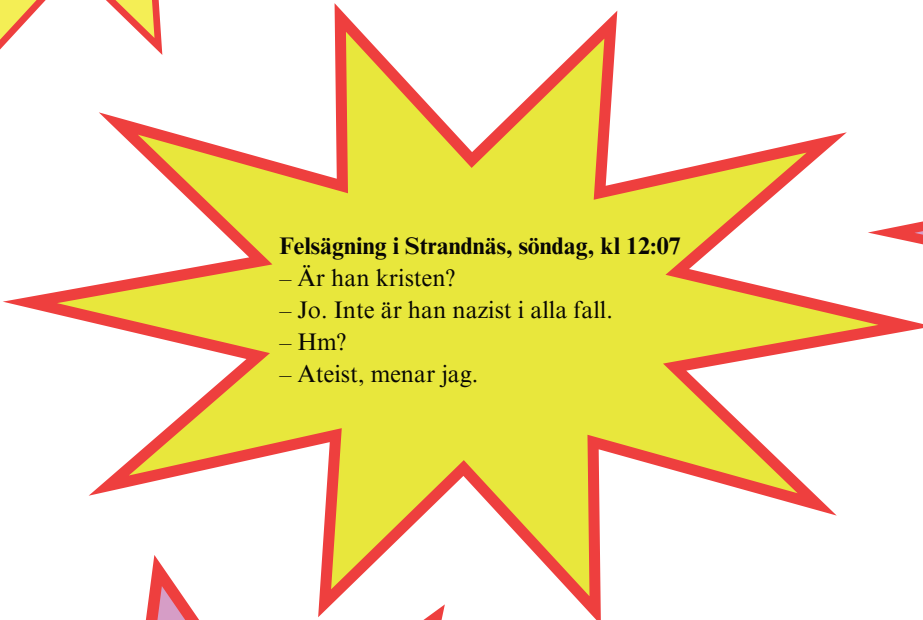 Felsägning i Strandnäs, söndag, kl 12:07
– Är han kristen?
– Jo. Inte är han nazist i alla fall.
– Hm?
– Ateist, menar jag.